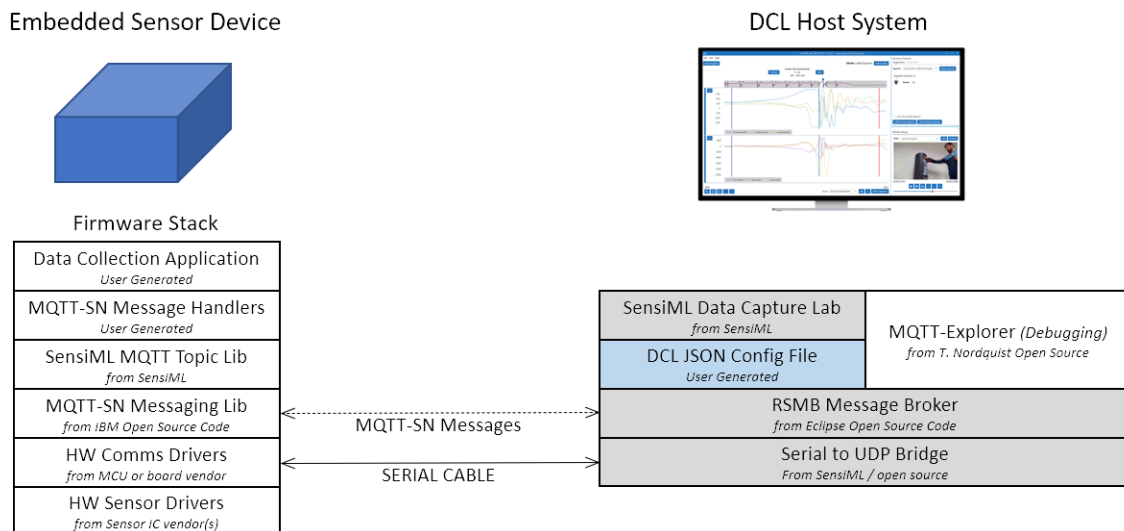 Embedded Sensor Device
DCL Host System
Firmware Stack
Data Collection Application
User Generated
MQTT-SN Message Handlers
User Generated
SensiML MQTT Topic Lib
from SensiML
MQTT-SN Messaging Lib
from iBM Open Source Code
HW Comms Drivers
from MCU or board vendor
HW Sensor Drivers
from Sensor IC vendor(s)
MQTT-SN Messages
SERIAL CABLE
SensiML Data Capture Lab
from SensiML
DCL JSON Config File
User Generated
MQTT-Explorer (Debugging)
from T. Nordquist Open Source
RSMB Message Broker
from Eclipse Open Source Code
Serial to UDP Bridge
From SensiML / open source